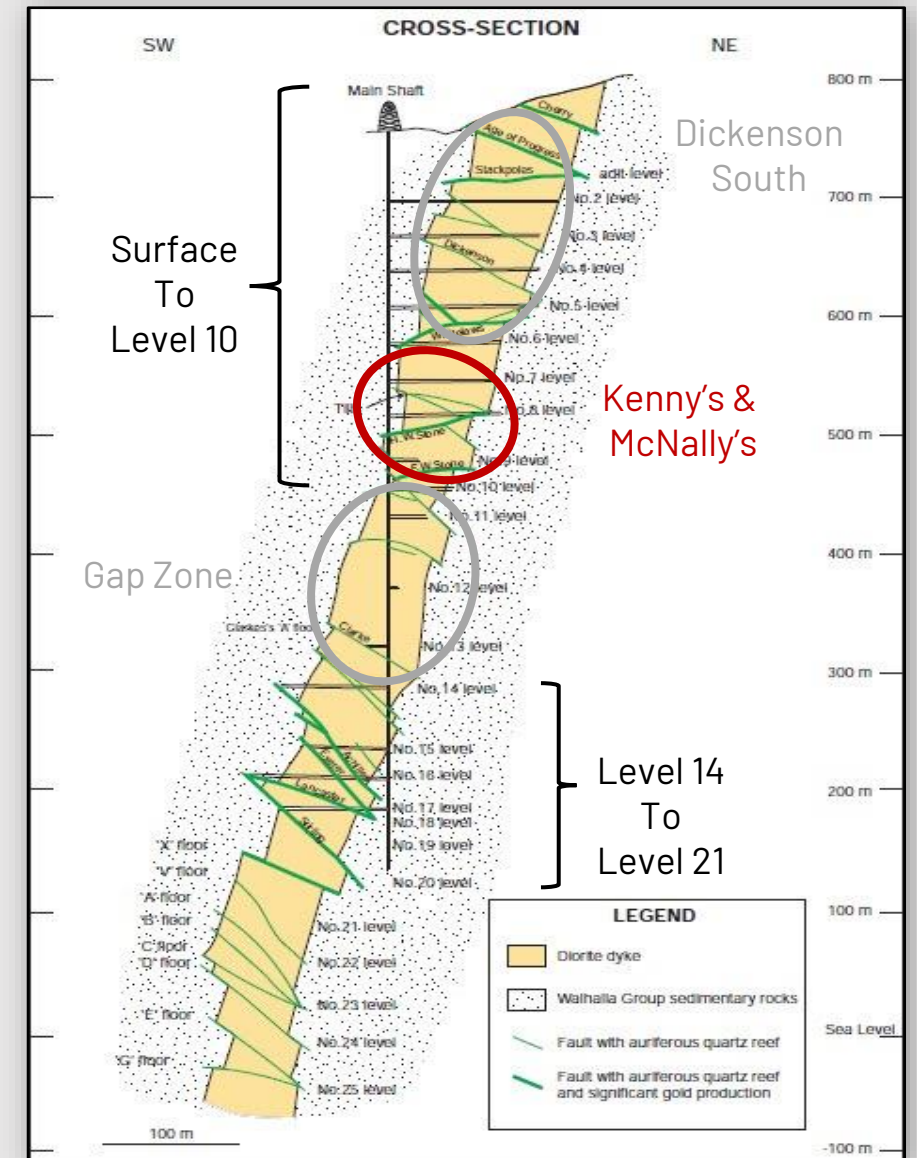 CROSS-SECTION
SW
NE
Main Shaft
800 m
Cherry
Age of Progress
Stackpoles
adit level
Dickenson
South
No.2 level
700 m
No.3 level
Dickenson
No.4 level
Surface
To
Level 10
No.5 level
600 m
No.6 level
No.7 level
No.8 level
Kenny's &
McNally's
H.W.Stone
500 m
F.W.Stone
No.9 level
No.10 level
No.11 level
400 m
Gap Zone
No.12 level
Clarke
No.13 level
300 m
No.14 level
No.15 level
No.16 level
Level 14
To
Level 21
200 m
No.17 level
No.18 level
"X" floor
No.19 level
"V" floor
No.20 level
"A" floor
"B" floor
"C" floor
"D" floor
100 m
No.21 level
No.22 level
No.23 level
"E" floor
No.24 level
Sea Level
"G" floor
No.25 level
100 m
LEGEND
Diorite dyke
Walhalla Group sedimentary rocks
Fault with auriferous quartz reef
Fault with auriferous quartz reef
and significant gold production
-100 m